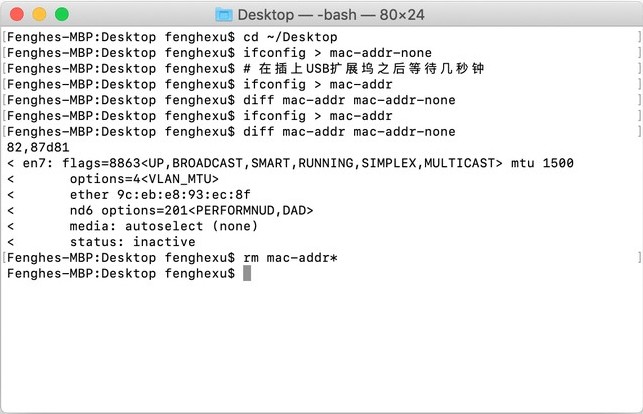 Desktop — -bash — 80×24
[Fenghes-MBP:Desktop fenghexu$ cd ~/Desktop ]
[Fenghes-MBP:Desktop fenghexu$ ifconfig > mac-addr-none ]
[Fenghes-MBP:Desktop fenghexu$ # 在插上USB扩展坞之后等待几秒钟 ]
[Fenghes-MBP:Desktop fenghexu$ ifconfig > mac-addr ]
[Fenghes-MBP:Desktop fenghexu$ diff mac-addr mac-addr-none ]
[Fenghes-MBP:Desktop fenghexu$ ifconfig > mac-addr ]
[Fenghes-MBP:Desktop fenghexu$ diff mac-addr mac-addr-none ]
82,87d81
< en7: flags=8863<UP,BROADCAST,SMART,RUNNING,SIMPLEX,MULTICAST> mtu 1500
<       options=4<VLAN_MTU>
<       ether 9c:eb:e8:93:ec:8f
<       nd6 options=201<PERFORMNUD,DAD>
<       media: autoselect (none)
<       status: inactive
[Fenghes-MBP:Desktop fenghexu$ rm mac-addr* ]
Fenghes-MBP:Desktop fenghexu$